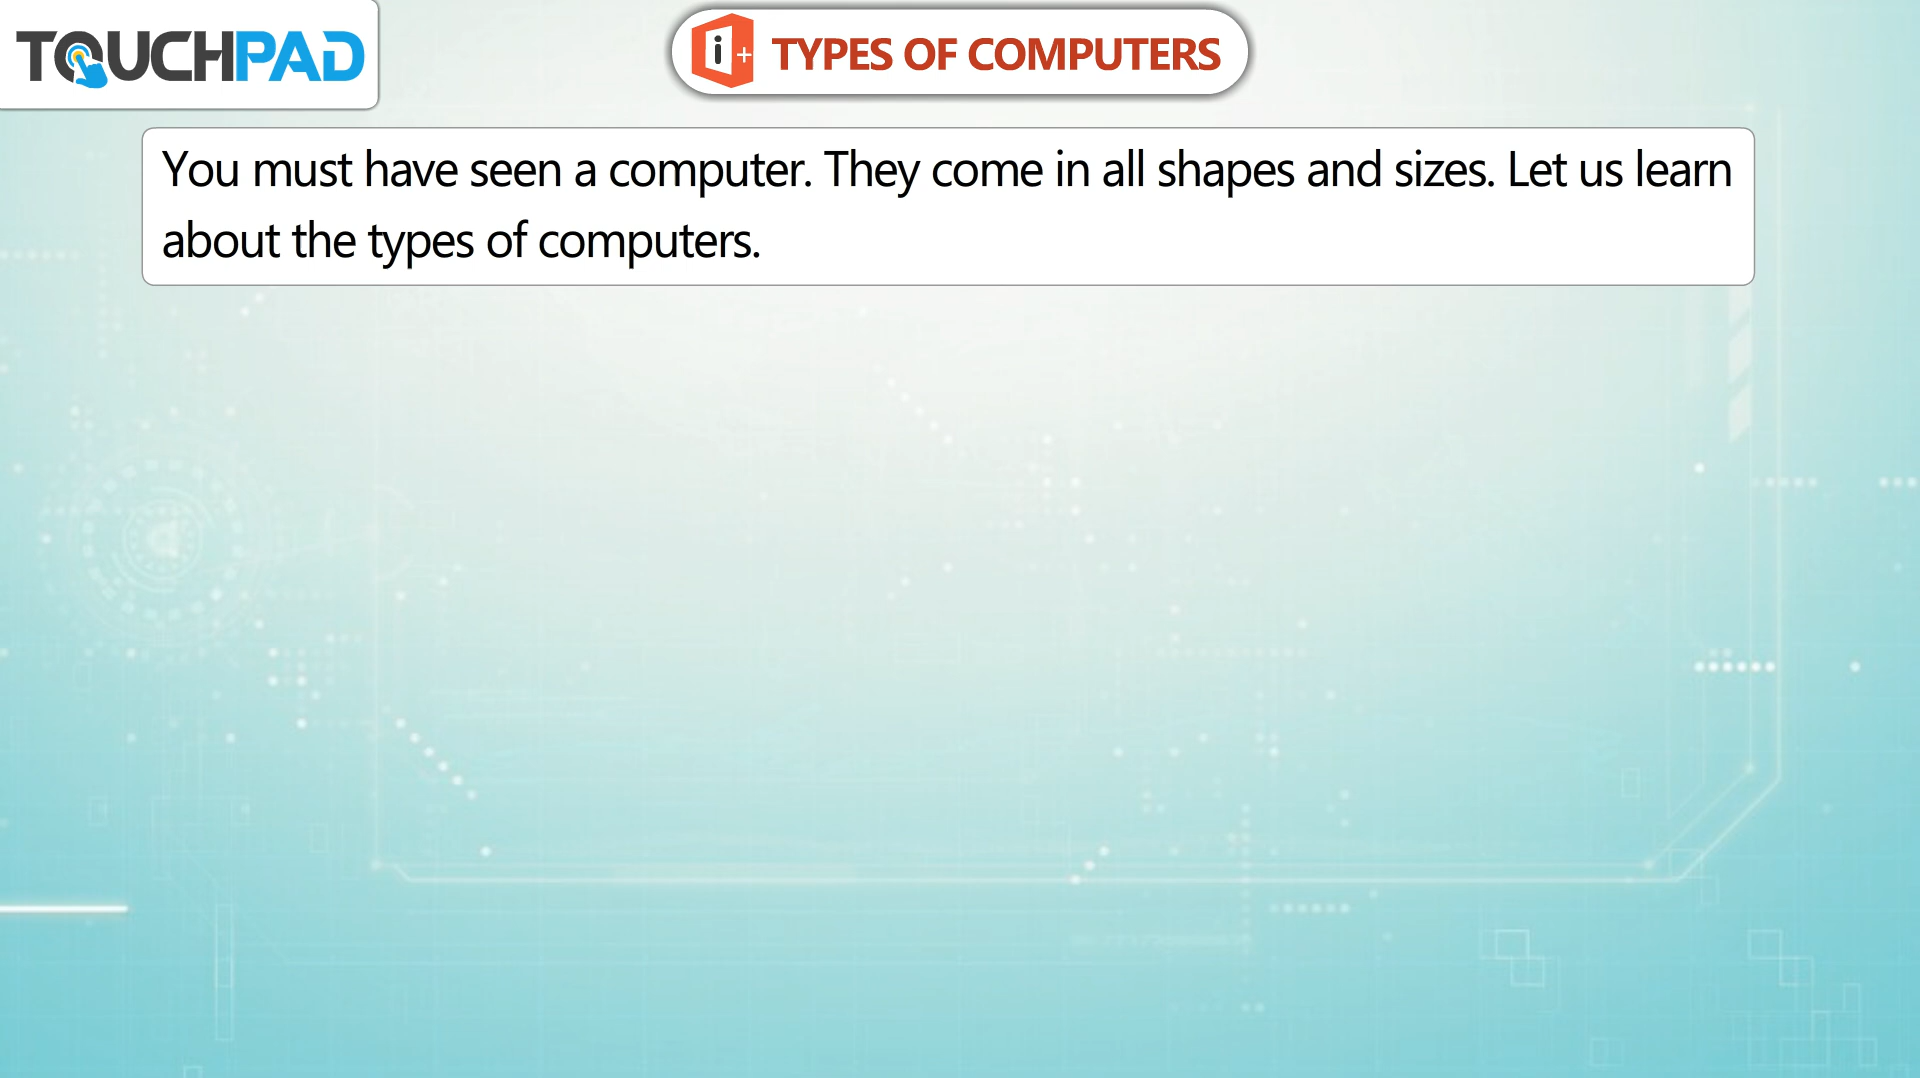 TOUCHPAD
i+ TYPES OF COMPUTERS
You must have seen a computer. They come in all shapes and sizes. Let us learn
about the types of computers.